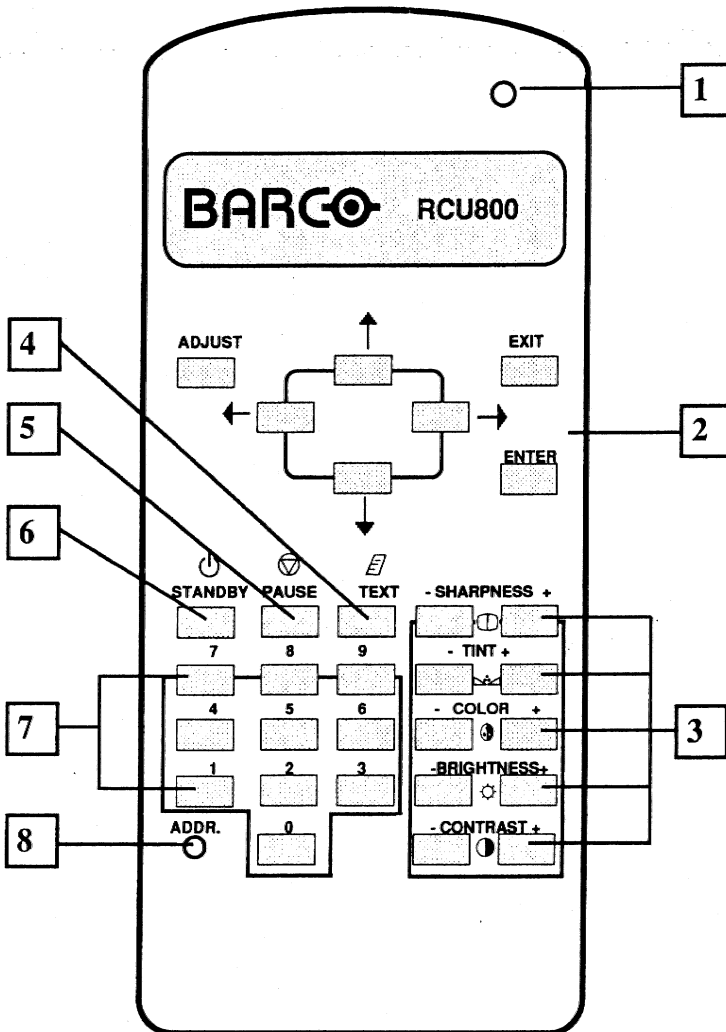 1
BARCO RCU800
4
ADJUST EXIT
5
2
ENTER
6
STANDBY PAUSE TEXT - SHARPNESS +
7 8 9
- TINT +
4 5 6
- COLOR +
7
3
1 2 3
-BRIGHTNESS+
ADDR. 0
- CONTRAST +
8